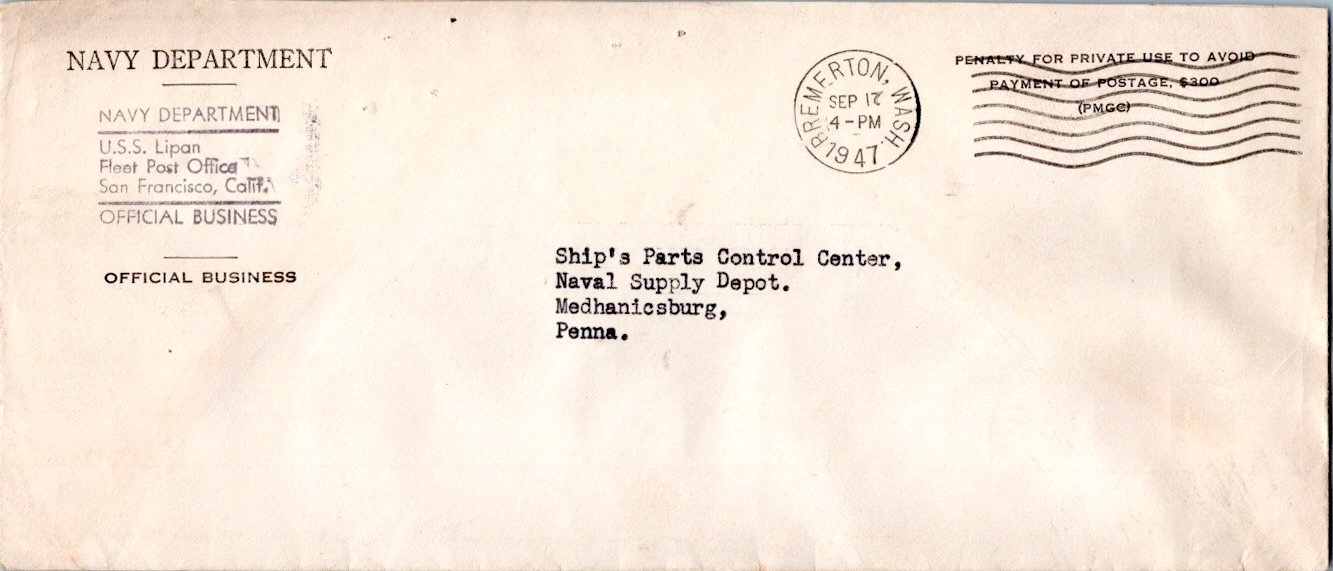 NAVY DEPARTMENT
NAVY DEPARTMENT
U.S.S. Lipan
Fleet Post Office
San Francisco, Calif.
OFFICIAL BUSINESS
OFFICIAL BUSINESS
BREMERTON, WASH.
SEP 17
4-PM
1947
PENALTY FOR PRIVATE USE TO AVOID
PAYMENT OF POSTAGE, $300
(PMGC)
Ship's Parts Control Center,
Naval Supply Depot.
Medhanicsburg,
Penna.